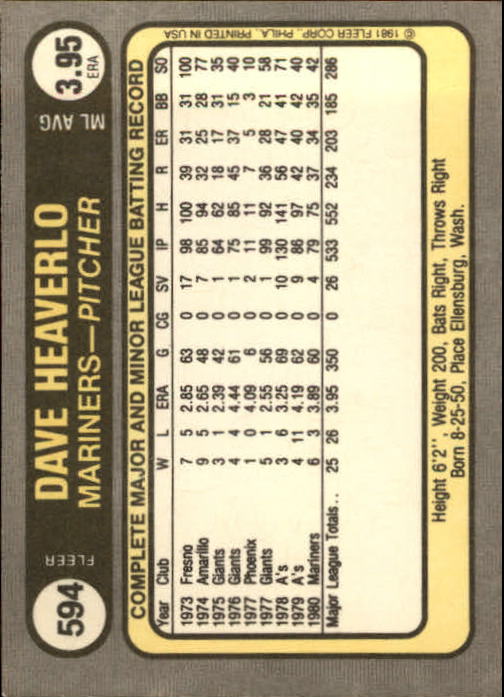 594
FLEER
DAVE HEAVERLO
MARINERS—PITCHER
ML AVG
3.95
ERA
COMPLETE MAJOR AND MINOR LEAGUE BATTING RECORD
Year Club W L ERA G CG SV IP H R ER BB SO
1973 Fresno 7 5 2.85 63 0 17 98 100 39 31 31 100
1974 Amarillo 9 5 2.65 48 0 7 85 94 32 25 28 77
1975 Giants 3 1 2.39 42 0 1 64 62 18 17 31 35
1976 Giants 4 4 4.44 61 0 1 75 85 45 37 15 40
1977 Phoenix 1 0 4.09 6 0 2 11 11 7 5 3 10
1977 Giants 5 1 2.55 56 0 1 99 92 36 28 21 58
1978 A's 3 6 3.25 69 0 10 130 141 56 47 41 71
1979 A's 4 11 4.19 62 0 9 86 97 42 40 42 40
1980 Mariners 6 3 3.89 60 0 4 79 75 37 34 35 42
Major League Totals.. 25 26 3.95 350 0 26 533 552 234 203 185 286
© 1981 FLEER CORP., PHILA. PRINTED IN USA
Height 6'2", Weight 200, Bats Right, Throws Right
Born 8-25-50, Place Ellensburg, Wash.